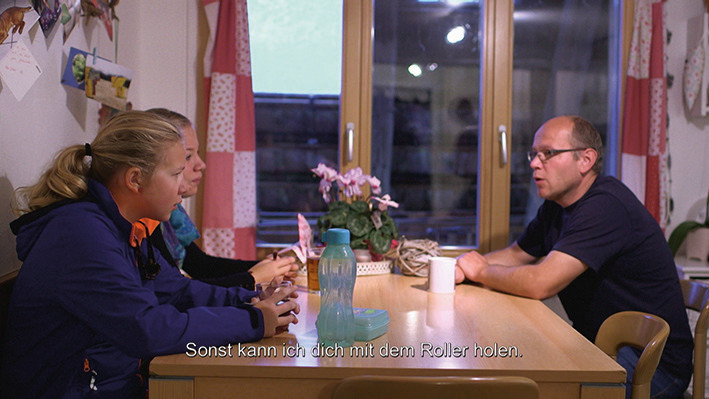 Sonst kann ich dich mit dem Roller holen.